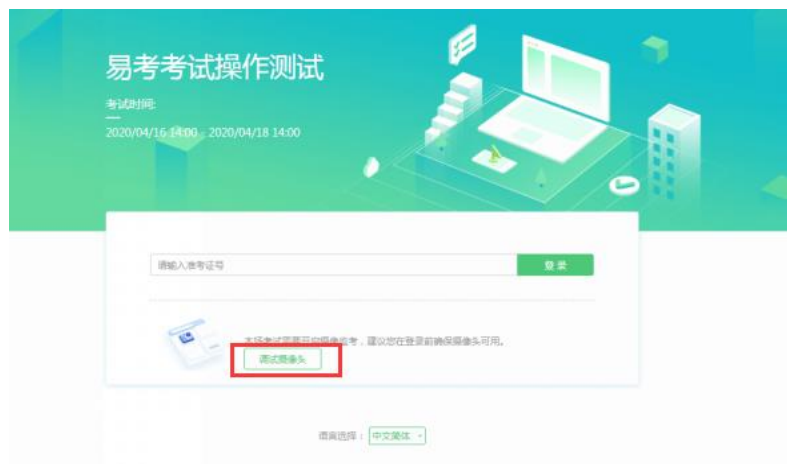 易考考试操作测试
考试时间:
2020/04/16 14:00 - 2020/04/18 14:00
请输入准考证号
登录
本场考试需要开启摄像监考，建议您在登录前确保摄像头可用。
调试摄像头
语言选择： 中文简体